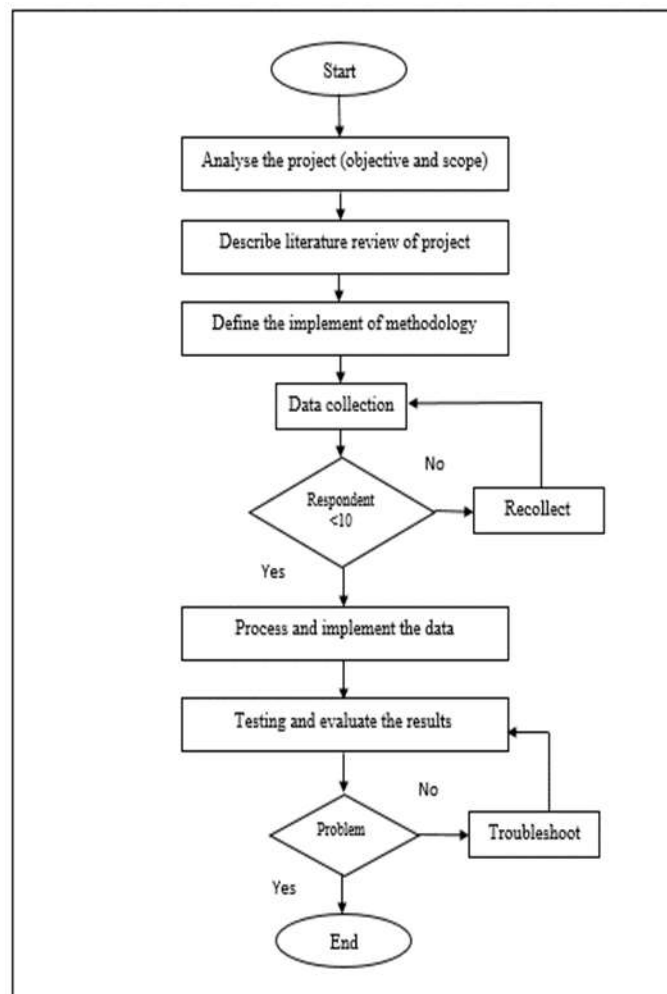 Start
Analyse the project (objective and scope)
Describe literature review of project
Define the implement of methodology
Data collection
No
Respondent
<10
Recollect
Yes
Process and implement the data
Testing and evaluate the results
No
Problem
Troubleshoot
Yes
End